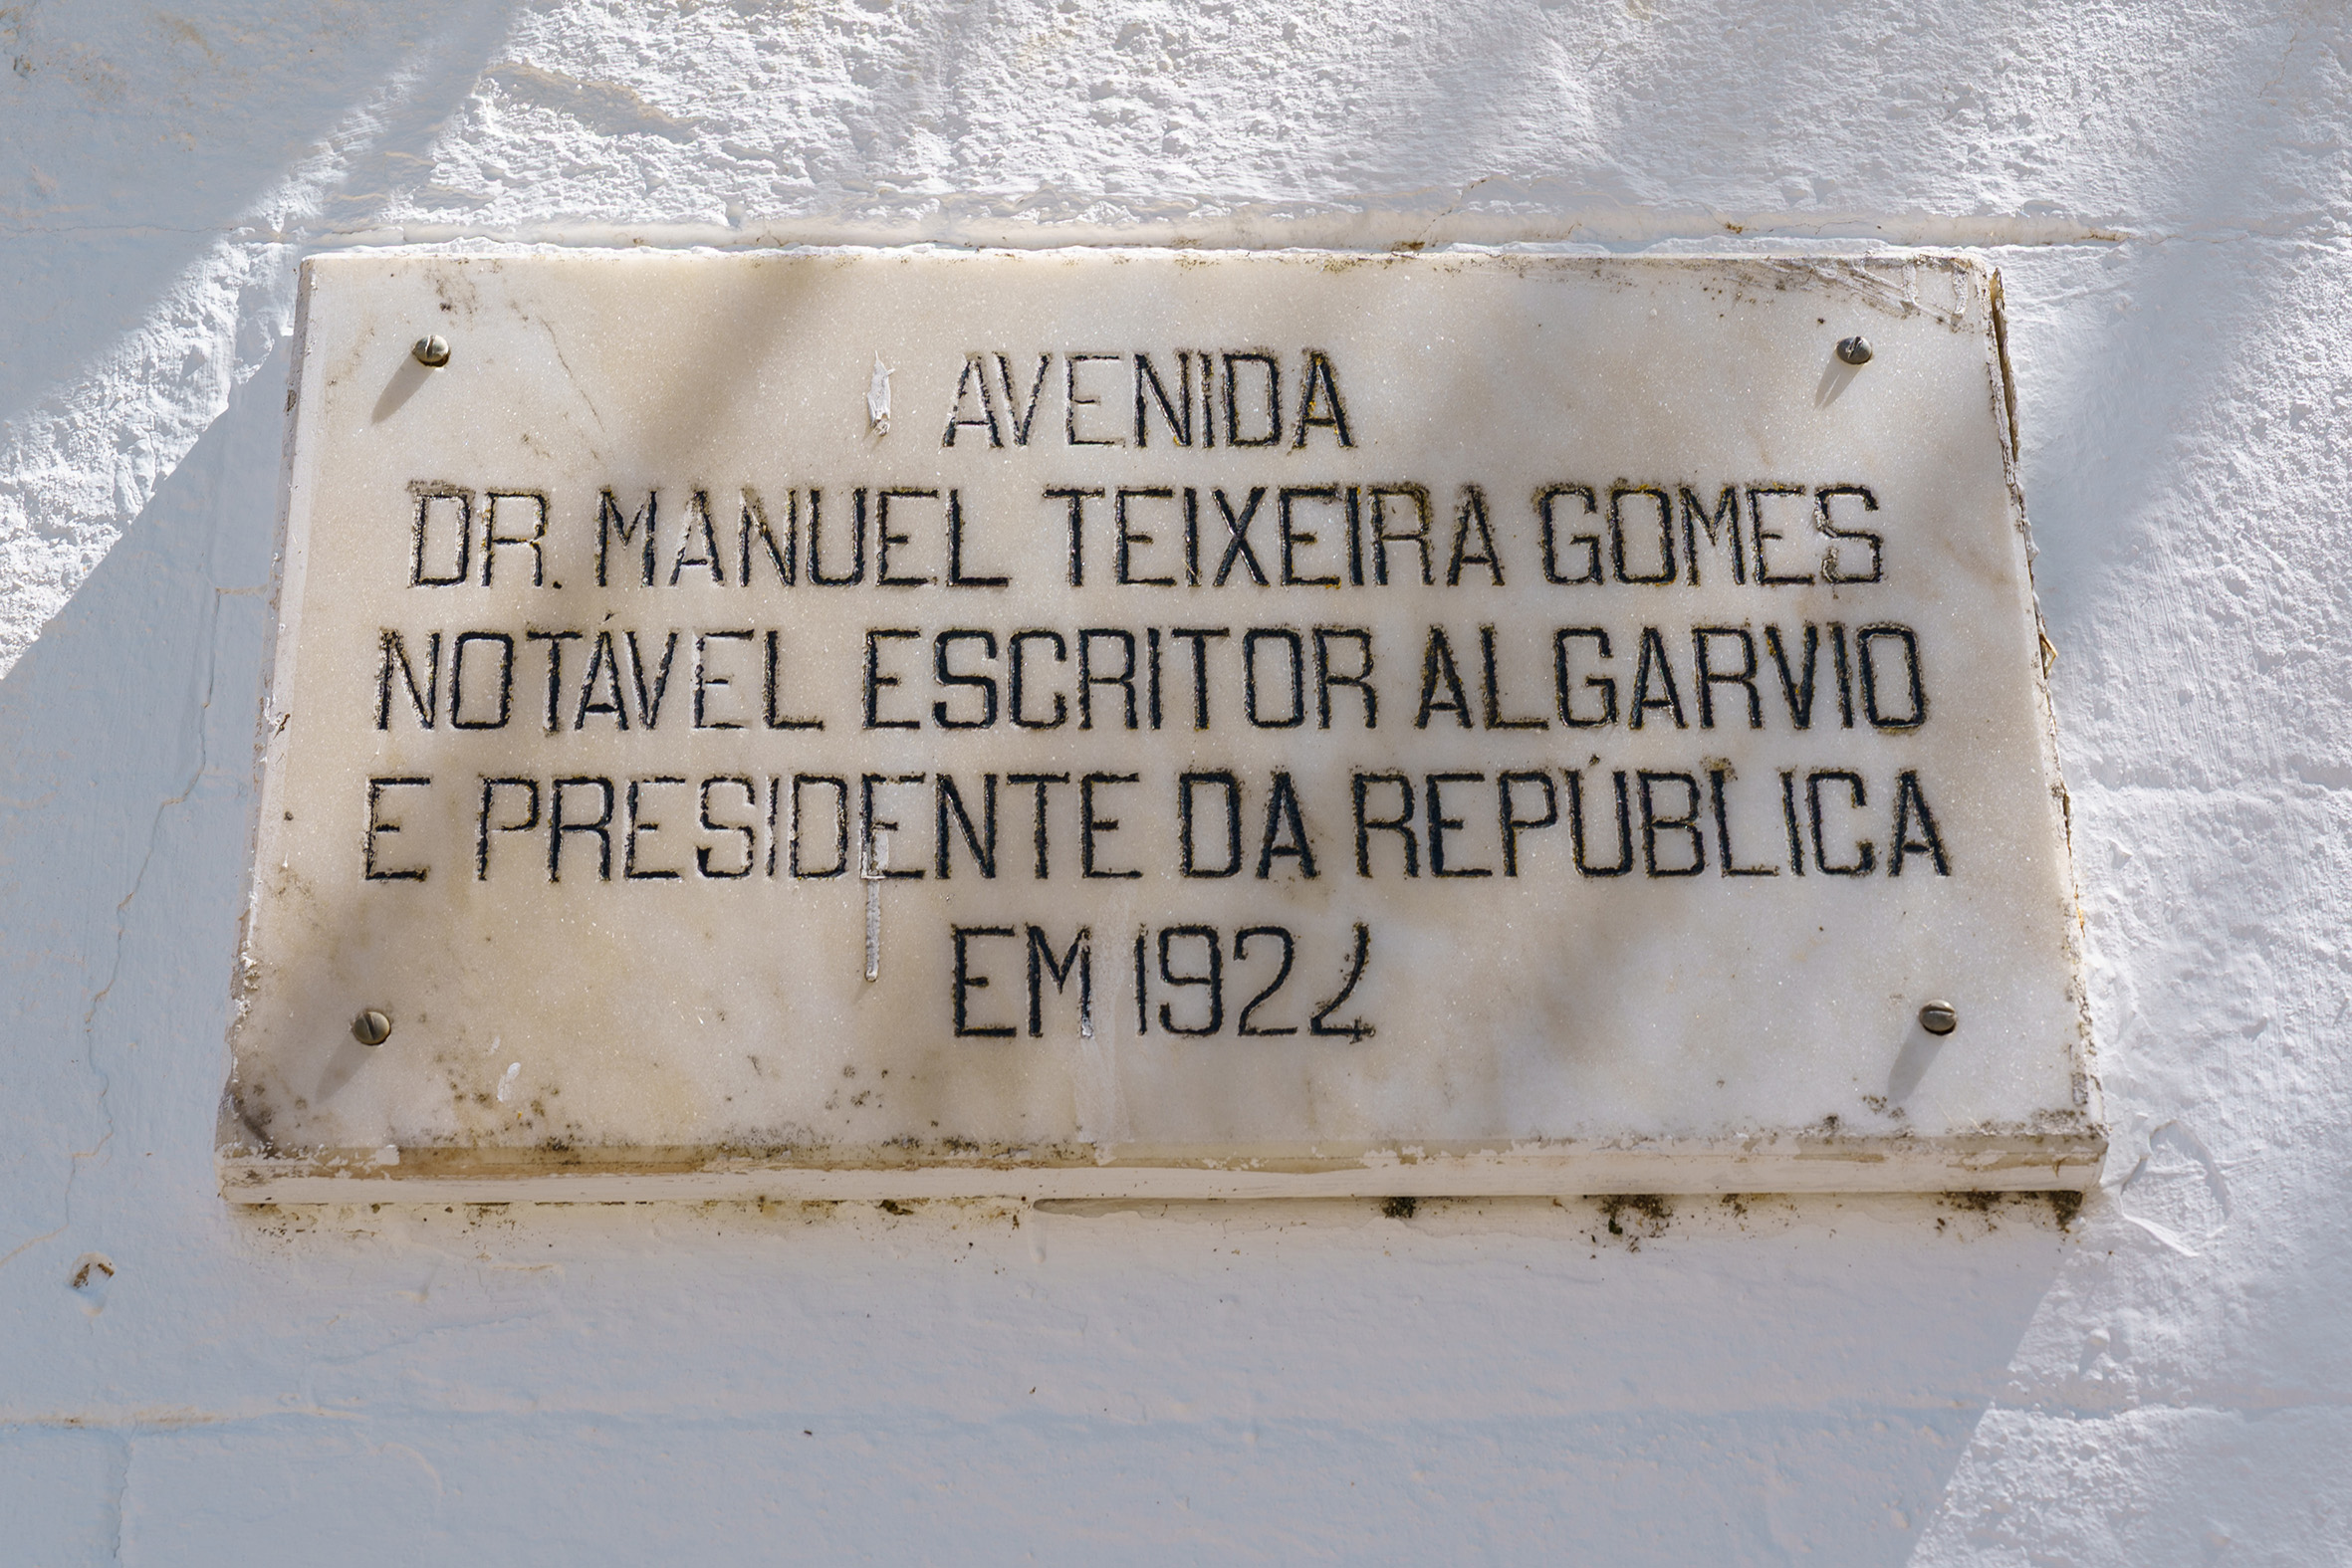 AVENIDA
DR. MANUEL TEIXEIRA GOMES
NOTÁVEL ESCRITOR ALGARVIO
E PRESIDENTE DA REPÚBLICA
EM 1924